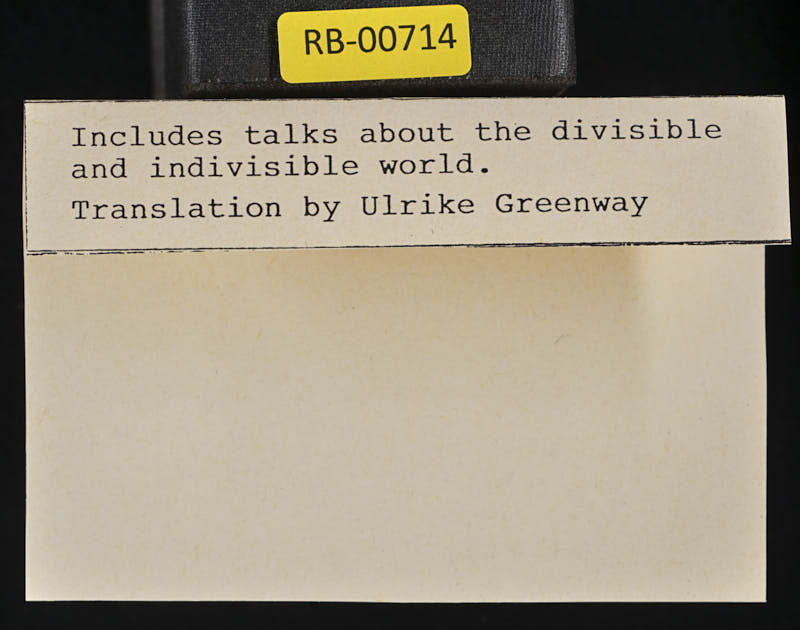 RB-00714
Includes talks about the divisible
and indivisible world.
Translation by Ulrike Greenway